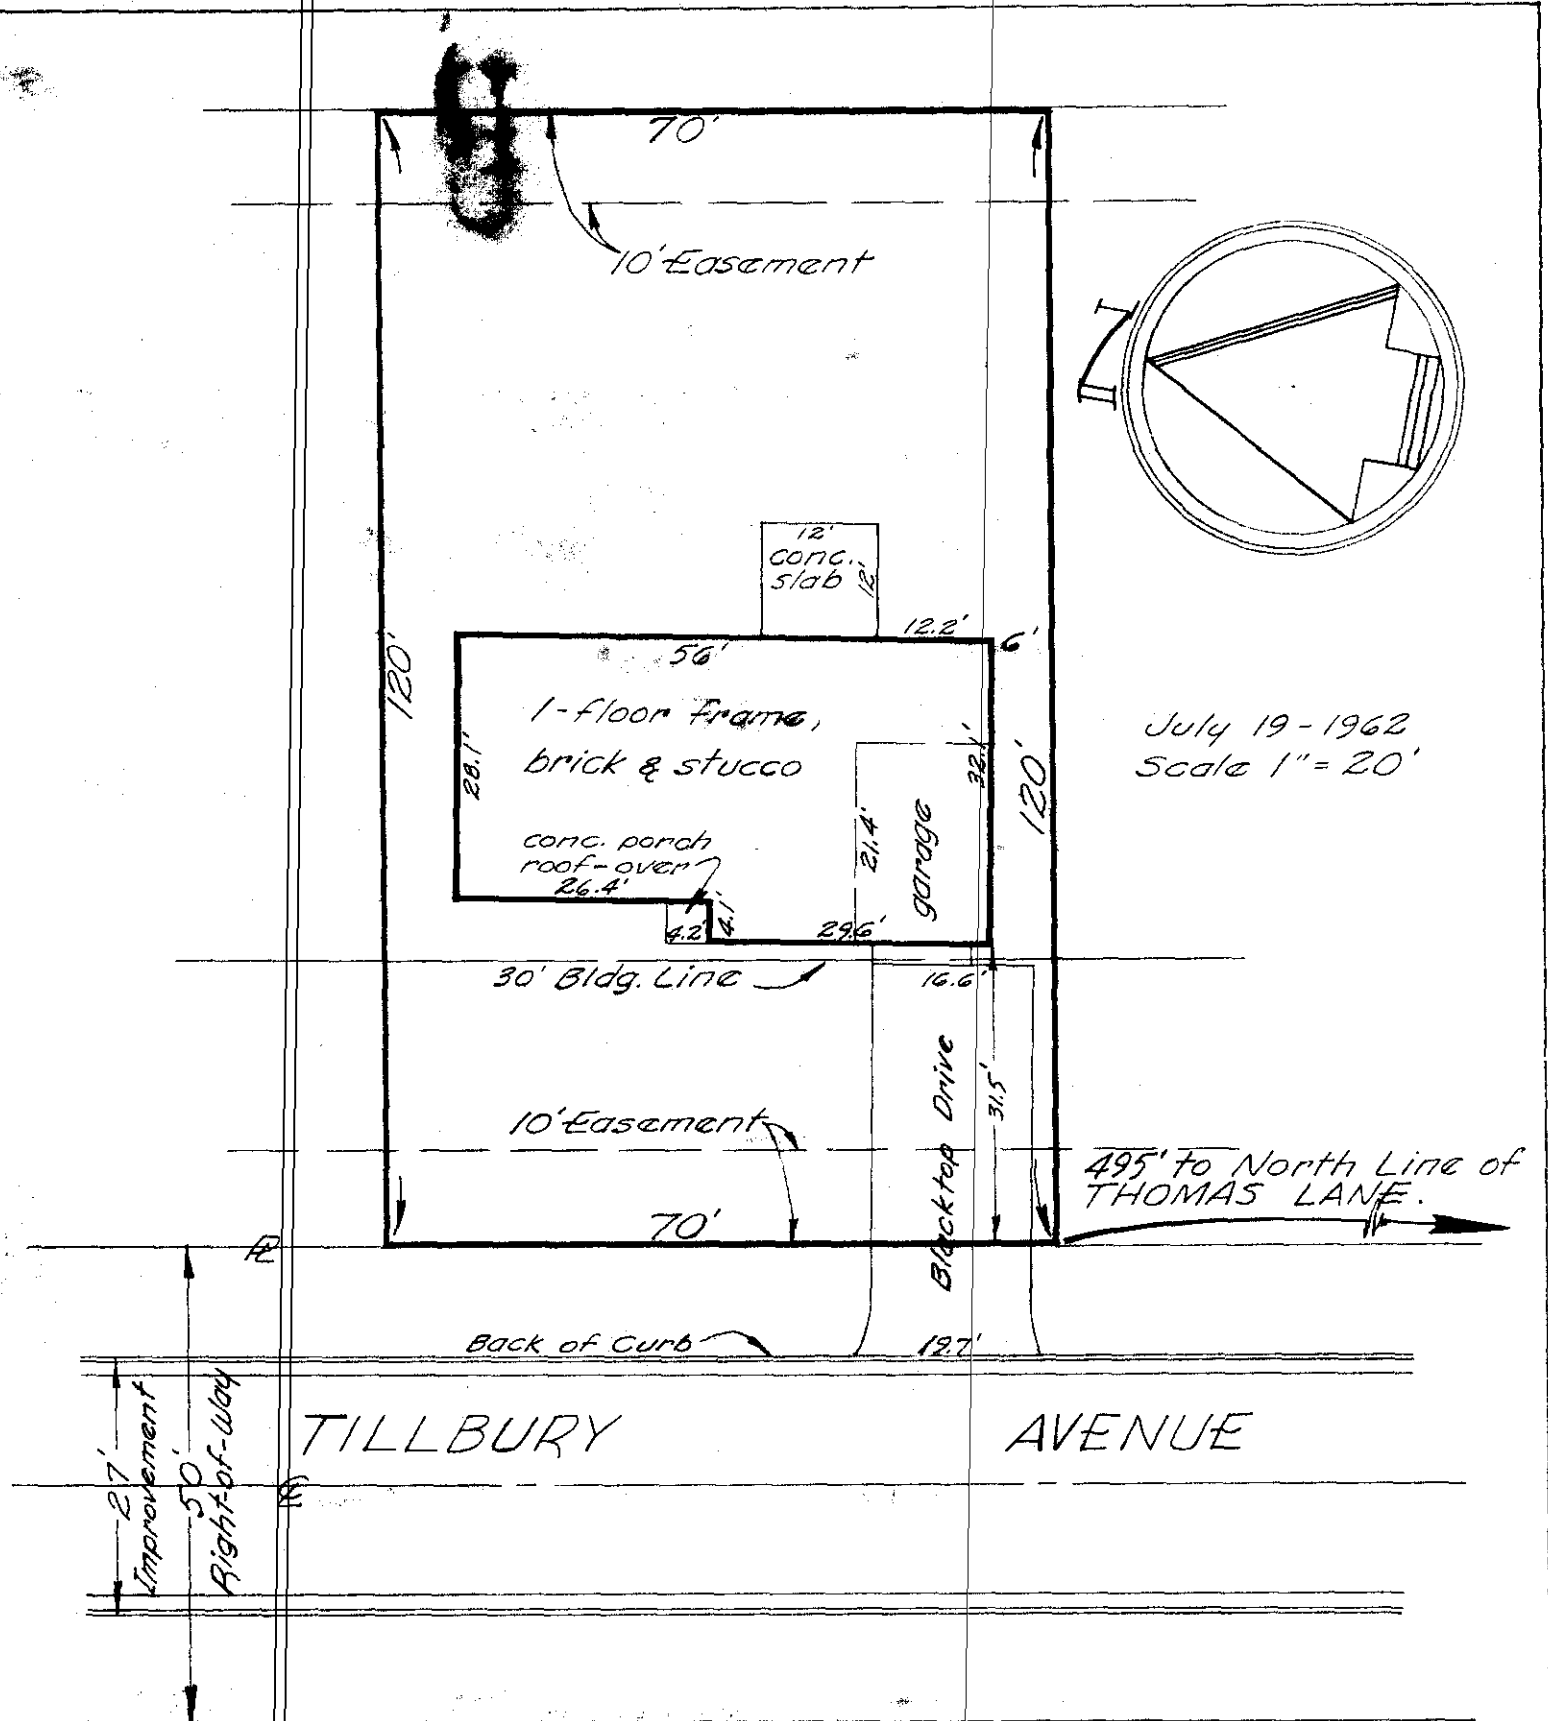 70'
10' Easement
N
12'
conc.
slab
12'
12.2'
6'
56'
120'
1-floor frame,
brick & stucco
28.1'
32.1'
120'
July 19-1962
Scale 1" = 20'
conc. porch
roof-over
26.4'
21.4'
garage
4.2'
4.1'
29.6'
30' Bldg. Line
16.6'
Blacktop Drive
31.5'
10' Easement
495' to North Line of
THOMAS LANE.
70'
PL
Back of Curb
19.7'
27'
Improvement
50'
Right-of-Way
TILLBURY AVENUE
CL